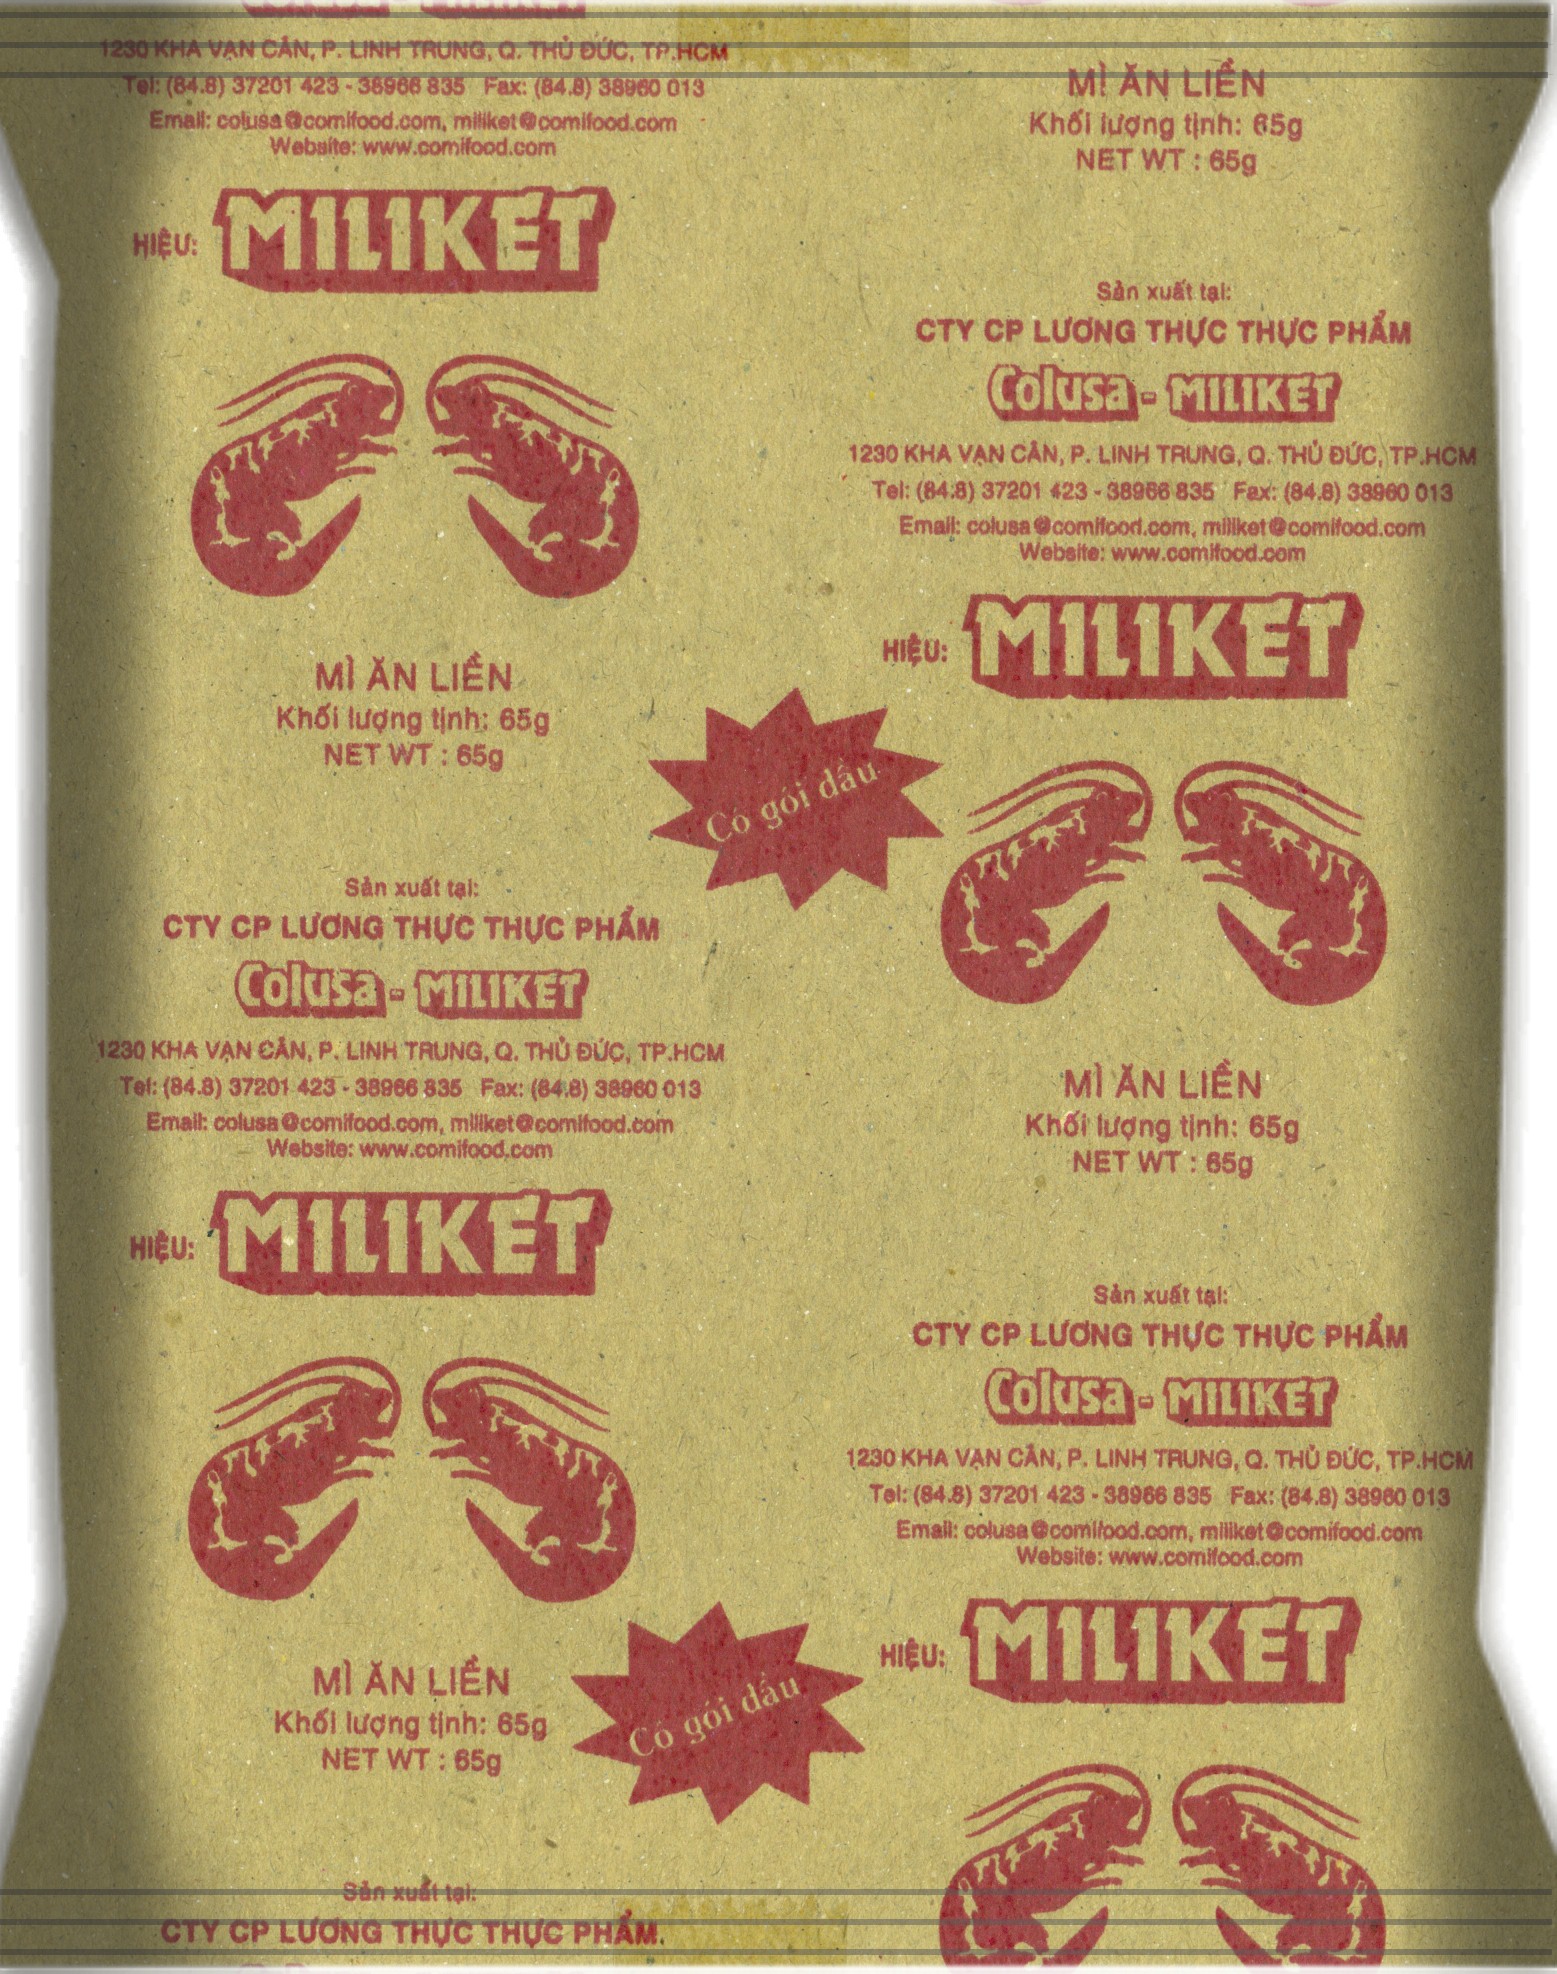 1230 KHA VẠN CÂN, P. LINH TRUNG, Q. THỦ ĐỨC, TP.HCM
Tel: (84.8) 37201 423 - 38966 835 Fax: (84.8) 38960 013
Email: colusa@comifood.com, miliket@comifood.com
Website: www.comifood.com
HIỆU: MILIKET
MÌ ĂN LIỀN
Khối lượng tịnh: 65g
NET WT : 65g
Sản xuất tại:
CTY CP LƯƠNG THỰC THỰC PHẨM
Colusa - MILIKET
1230 KHA VẠN CÂN, P. LINH TRUNG, Q. THỦ ĐỨC, TP.HCM
Tel: (84.8) 37201 423 - 38966 835 Fax: (84.8) 38960 013
Email: colusa@comifood.com, miliket@comifood.com
Website: www.comifood.com
HIỆU: MILIKET
MÌ ĂN LIỀN
Khối lượng tịnh: 65g
NET WT : 65g
Sản xuất tại:
CTY CP LƯƠNG THỰC THỰC PHẨM
Có gói dầu
Có gói dầu
MÌ ĂN LIỀN
Khối lượng tịnh: 65g
NET WT : 65g
Sản xuất tại:
CTY CP LƯƠNG THỰC THỰC PHẨM
Colusa - MILIKET
1230 KHA VẠN CÂN, P. LINH TRUNG, Q. THỦ ĐỨC, TP.HCM
Tel: (84.8) 37201 423 - 38966 835 Fax: (84.8) 38960 013
Email: colusa@comifood.com, miliket@comifood.com
Website: www.comifood.com
HIỆU: MILIKET
MÌ ĂN LIỀN
Khối lượng tịnh: 65g
NET WT : 65g
Sản xuất tại:
CTY CP LƯƠNG THỰC THỰC PHẨM
Colusa - MILIKET
1230 KHA VẠN CÂN, P. LINH TRUNG, Q. THỦ ĐỨC, TP.HCM
Tel: (84.8) 37201 423 - 38966 835 Fax: (84.8) 38960 013
Email: colusa@comifood.com, miliket@comifood.com
Website: www.comifood.com
HIỆU: MILIKET